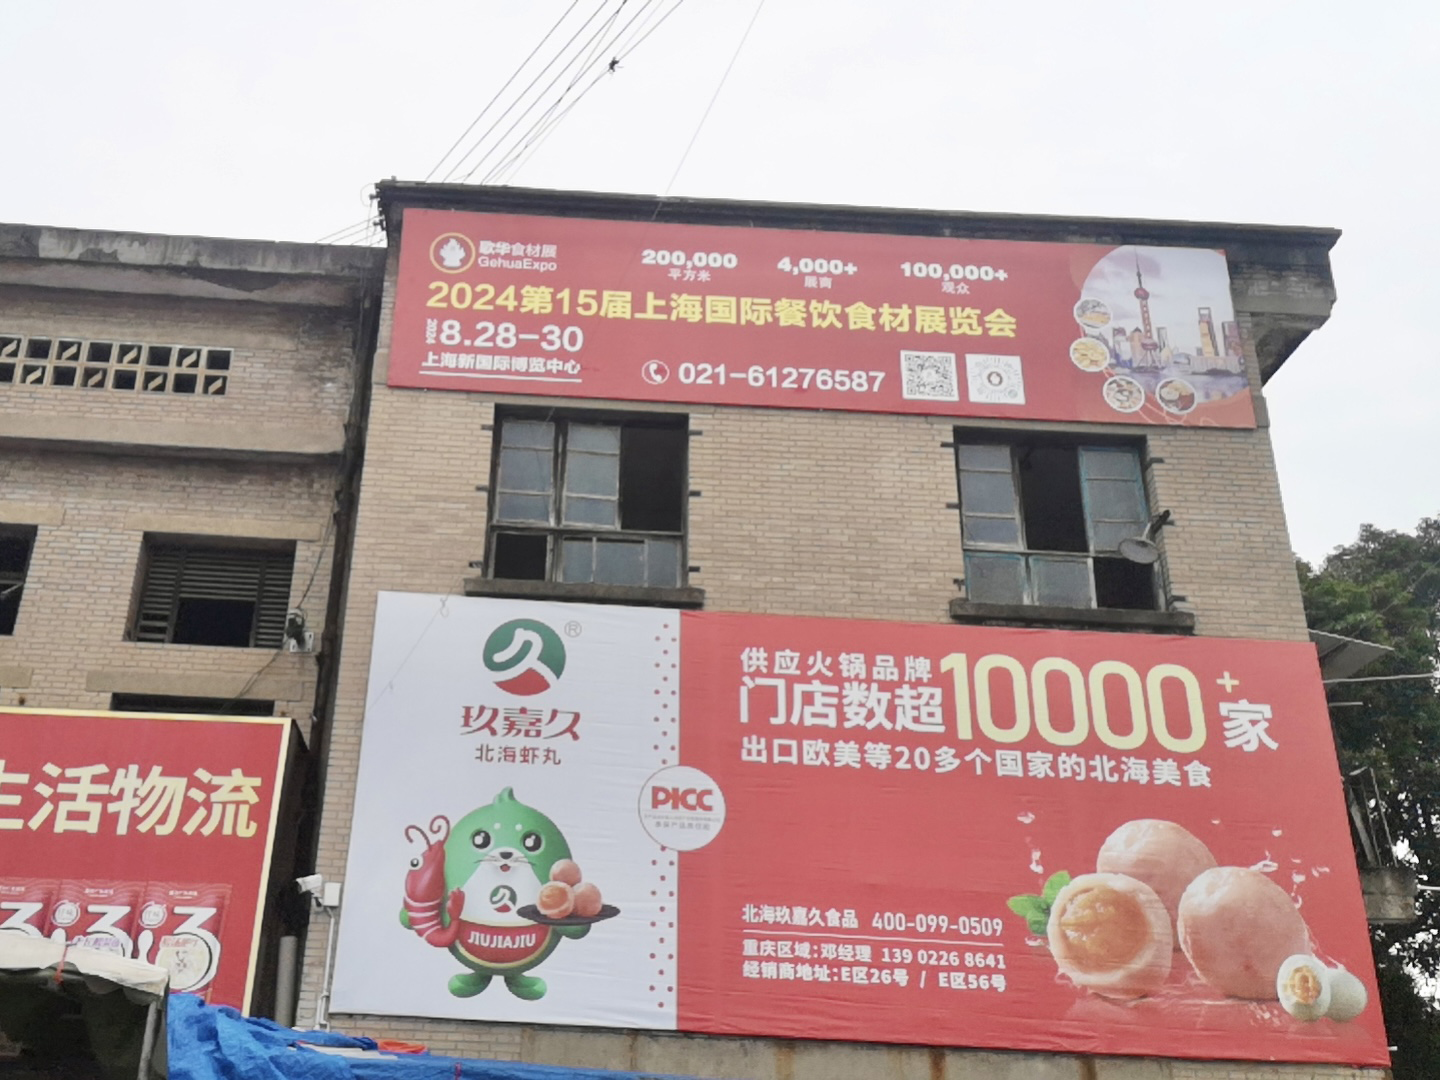 歌华食材展
GehuaExpo
200,000
平方米
4,000+
展商
100,000+
观众
2024第15届上海国际餐饮食材展览会
2024
8.28-30
上海新国际博览中心
021-61276587
久®
玖嘉久
北海虾丸
PICC
久
JIUJIAJIU
供应火锅品牌
门店数超10000+家
出口欧美等20多个国家的北海美食
北海玖嘉久食品 400-099-0509
重庆区域:邓经理 139 0226 8641
经销商地址:E区26号 / E区56号
生活物流
3
3
3